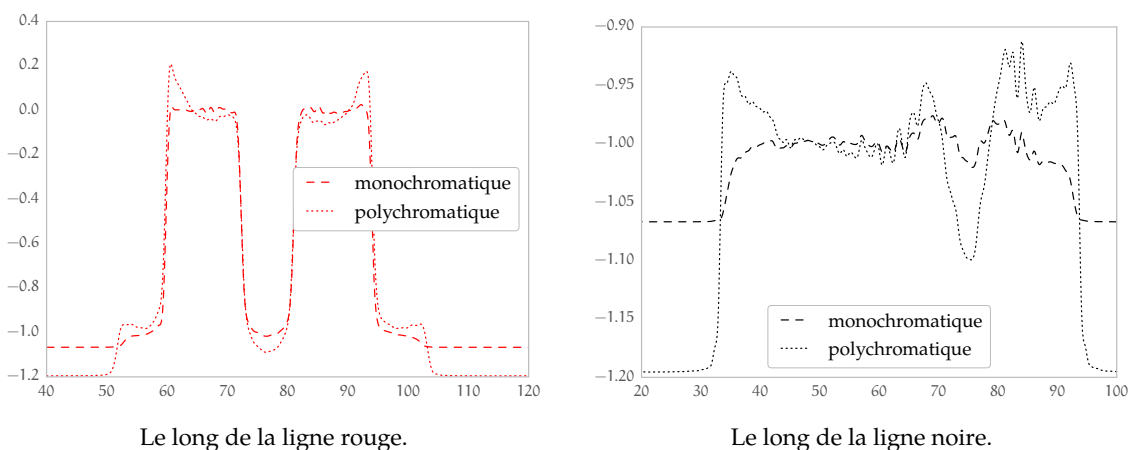 0.4
0.2
0.0
−0.2
−0.4
−0.6
−0.8
−1.0
−1.2
40 50 60 70 80 90 100 110 120
monochromatique
polychromatique
Le long de la ligne rouge.
−0.90
−0.95
−1.00
−1.05
−1.10
−1.15
−1.20
20 30 40 50 60 70 80 90 100
monochromatique
polychromatique
Le long de la ligne noire.